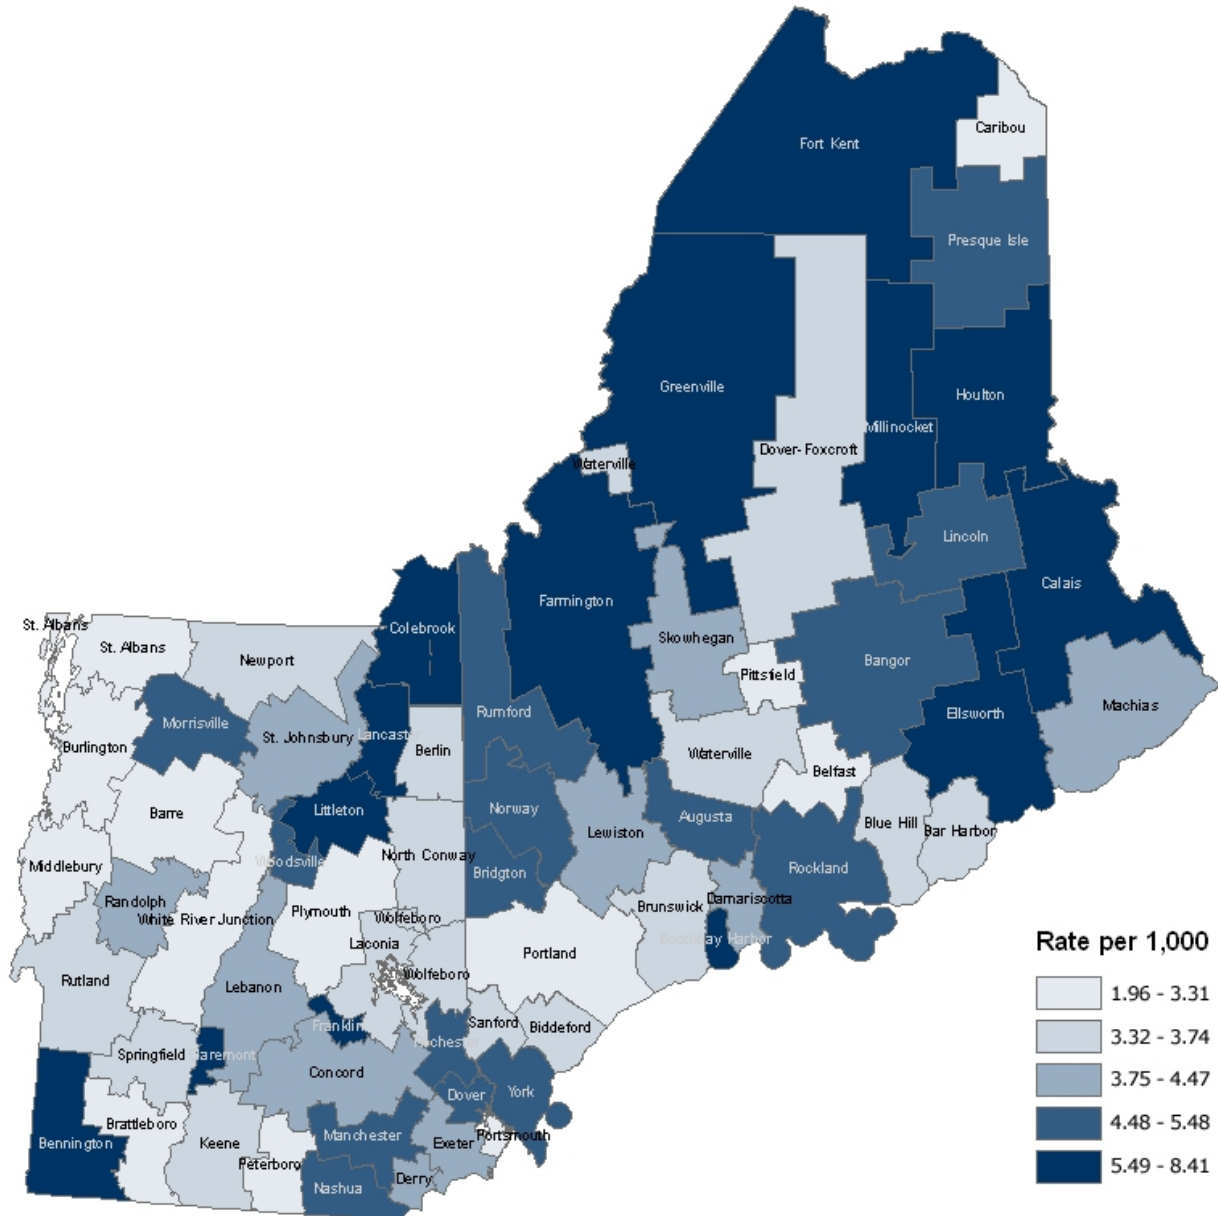 Fort Kent
Caribou
Presque Isle
Greenville
Houlton
Millinocket
Dover-Foxcroft
Waterville
Lincoln
Calais
Farmington
Colebrook
St. Albans
St. Albans
Newport
Skowhegan
Bangor
Pittsfield
Machias
Ellsworth
Rumford
Morrisville
St. Johnsbury
Lancaster
Burlington
Berlin
Waterville
Belfast
Barre
Littleton
Norway
Lewiston
Augusta
Blue Hill
Bar Harbor
Middlebury
Woodsville
North Conway
Bridgton
Rockland
Randolph
White River Junction
Plymouth
Wolfeboro
Brunswick
Damariscotta
Boothbay Harbor
Laconia
Portland
Rutland
Lebanon
Wolfeboro
Franklin
Rochester
Sanford
Biddeford
Springfield
Claremont
Concord
Dover
York
Brattleboro
Bennington
Keene
Manchester
Exeter
Portsmouth
Peterboro
Derry
Nashua
Rate per 1,000
1.96 - 3.31
3.32 - 3.74
3.75 - 4.47
4.48 - 5.48
5.49 - 8.41